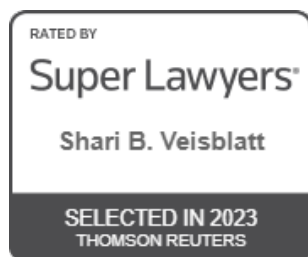 RATED BY
Super Lawyers®
Shari B. Veisblatt
SELECTED IN 2023
THOMSON REUTERS